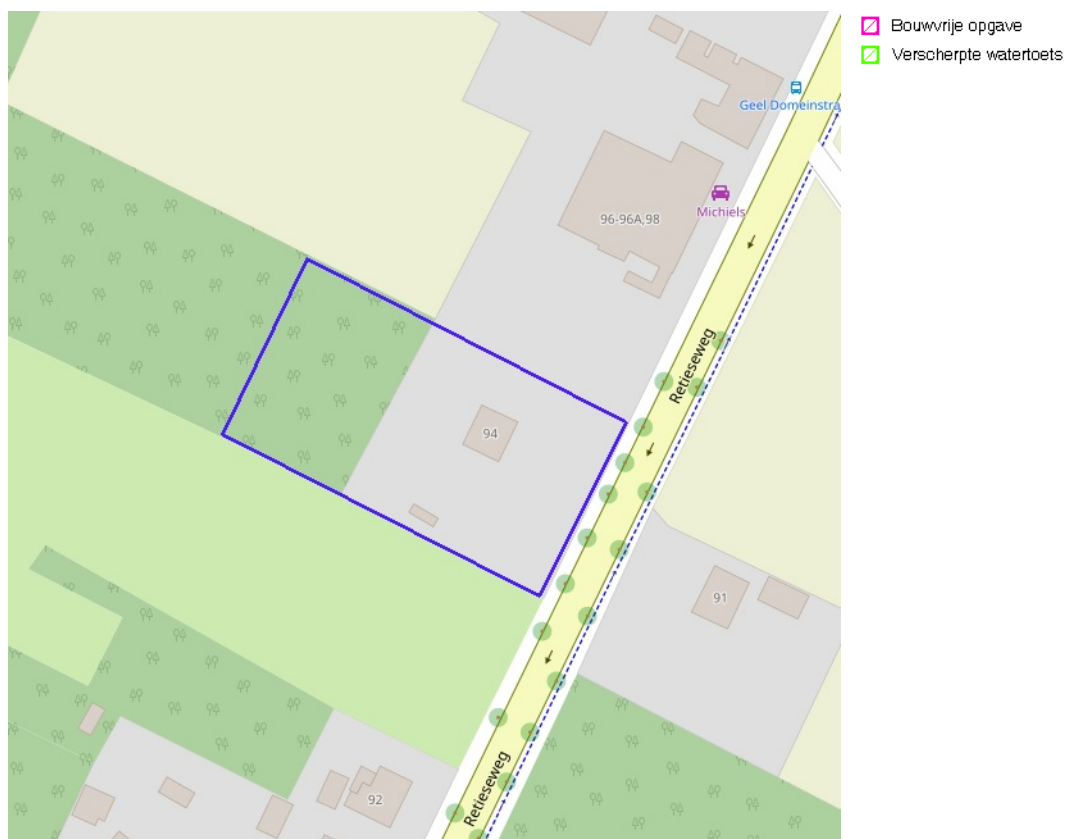 Bouwvrije opgave
Verscherpte watertoets
Geel Domeinstra
Michiels
96-96A,98
Retieseweg
94
91
92
Retieseweg